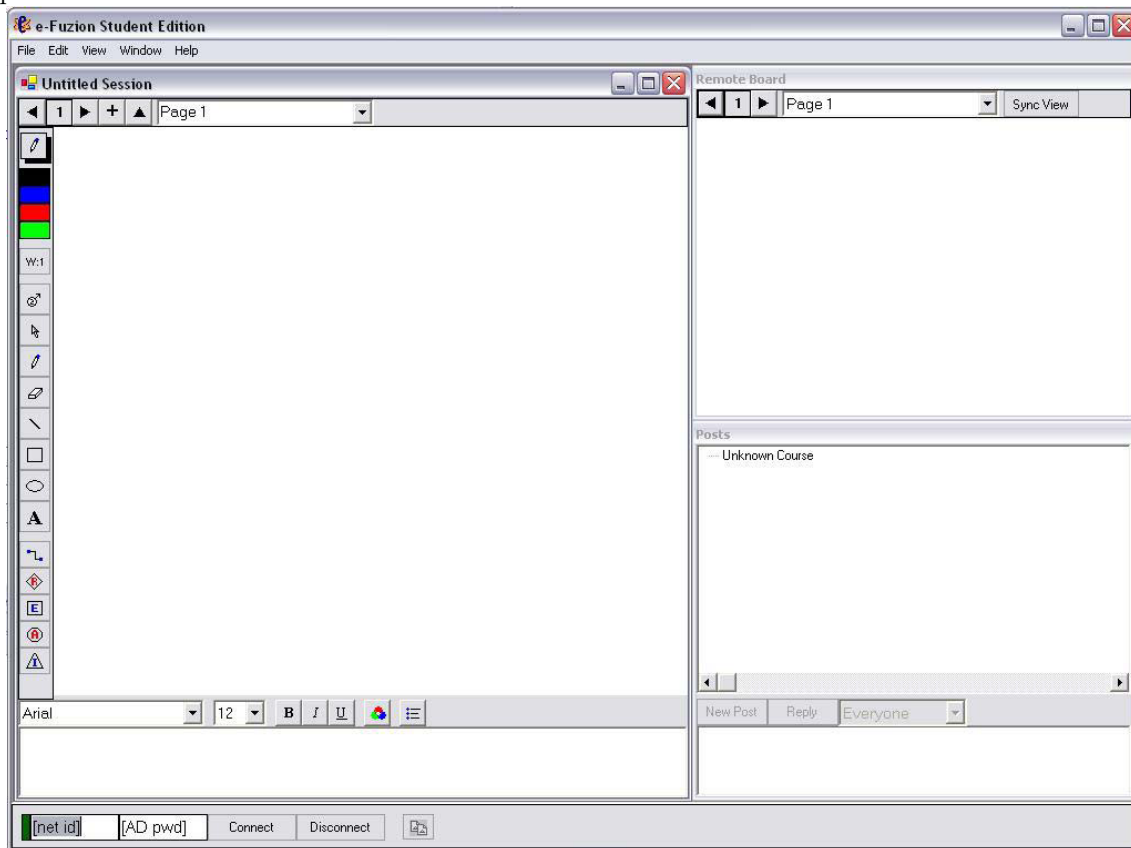 e-Fuzion Student Edition
File Edit View Window Help
Untitled Session
1 Page 1
W:1
2
A
R
E
A
I
Arial 12 B I U
Remote Board
1 Page 1 Sync View
Posts
Unknown Course
New Post Reply Everyone
[net id] [AD pwd] Connect Disconnect